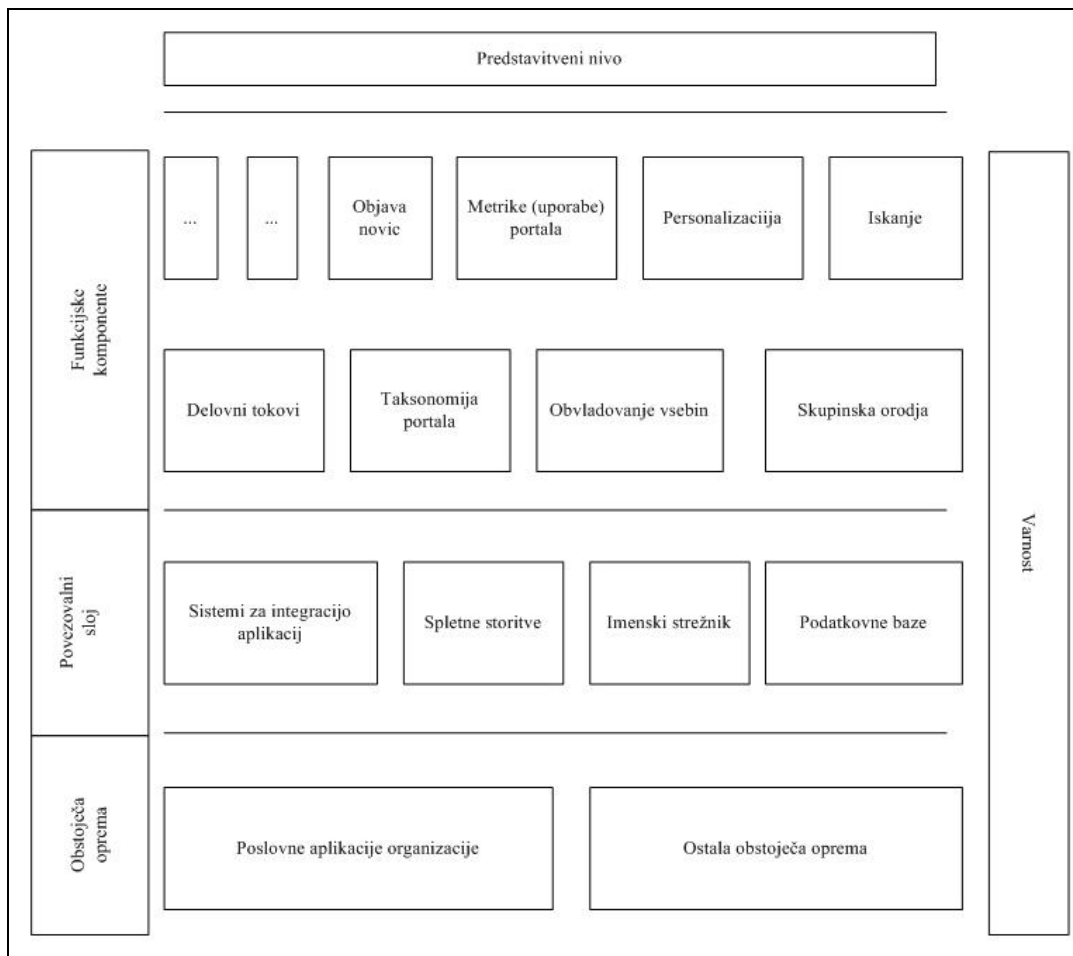 Predstavitveni nivo
Funkcijske
komponente
...
...
Objava
novic
Metrike (uporabe)
portala
Personalizaciija
Iskanje
Delovni tokovi
Taksonomija
portala
Obvladovanje vsebin
Skupinska orodja
Povezovalni
sloj
Sistemi za integracijo
aplikacij
Spletne storitve
Imenski strežnik
Podatkovne baze
Obstoječa
oprema
Poslovne aplikacije organizacije
Ostala obstoječa oprema
Varnost